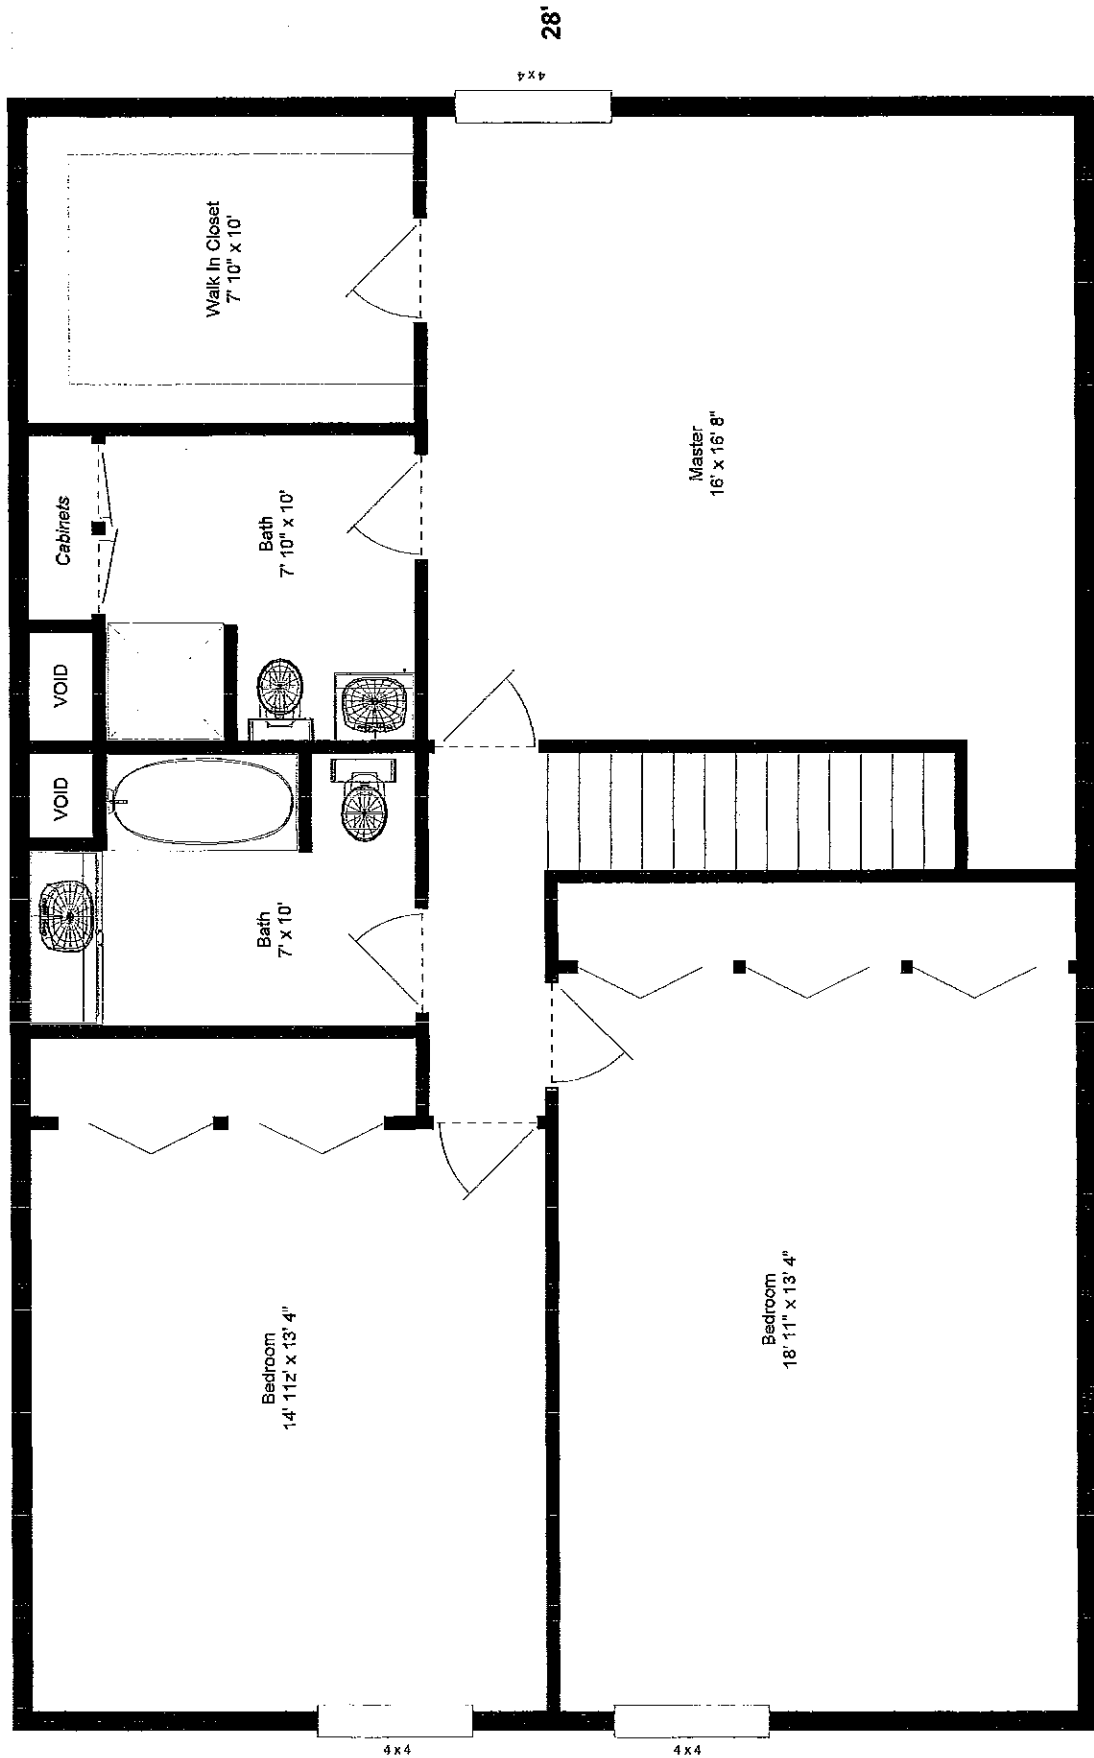 28'
4x4
Walk In Closet
7' 10" x 10'
Cabinets
Bath
7' 10" x 10'
Master
16' x 16' 8"
VOID
VOID
Bath
7' x 10'
Bedroom
14' 11z' x 13' 4"
Bedroom
18' 11" x 13' 4"
4x4
4x4